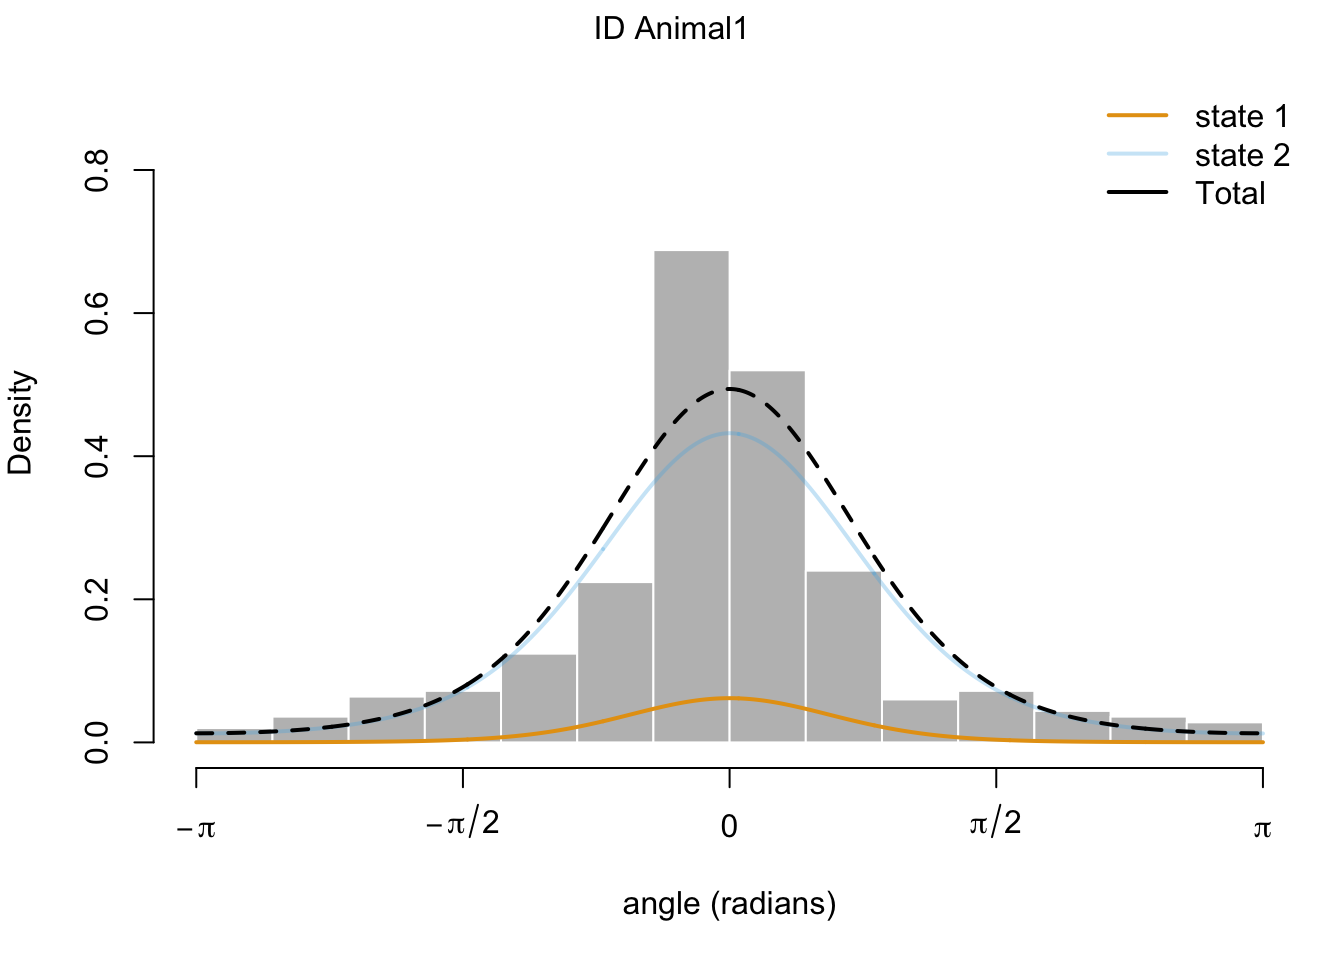 ID Animal1
state 1
state 2
Total
0.8
0.6
0.4
0.2
0.0
Density
−π
−π/2
0
π/2
π
angle (radians)